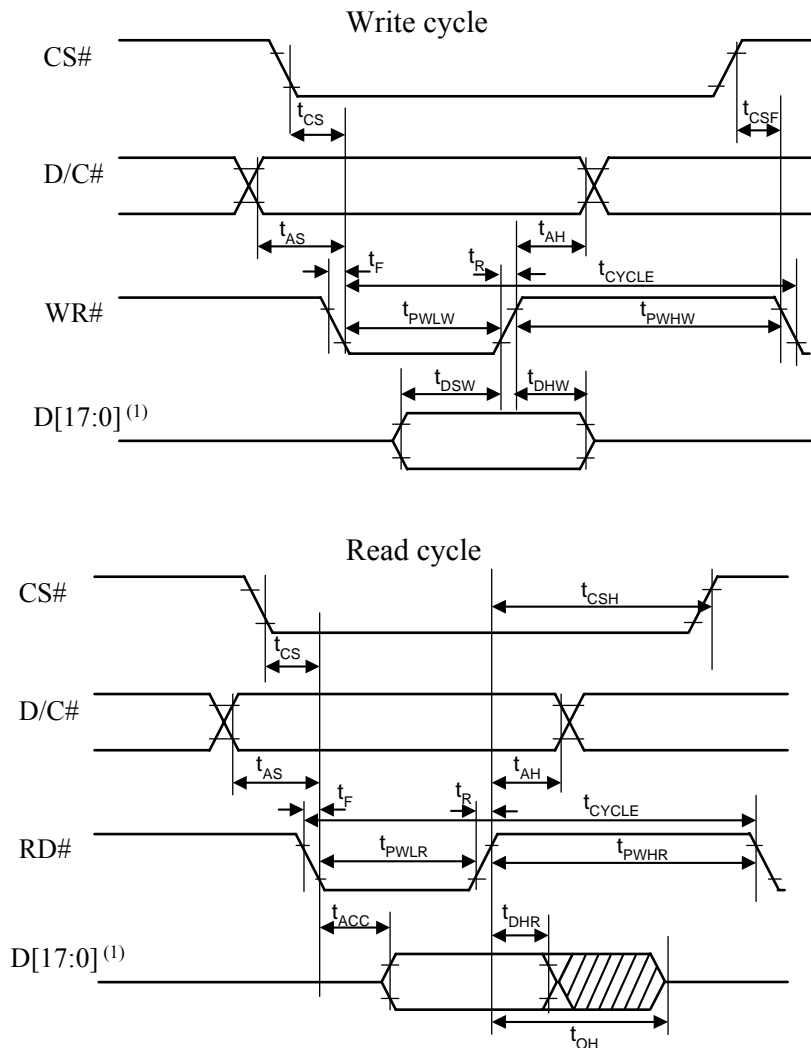 Write cycle
CS#
tCS
tCSF
D/C#
tAS
tAH
tF
tR
tCYCLE
WR#
tPWLW
tPWHW
tDSW
tDHW
D[17:0](1)
Read cycle
CS#
tCSH
tCS
D/C#
tAS
tAH
tF
tR
tCYCLE
RD#
tPWLR
tPWHR
tACC
tDHR
D[17:0](1)
tOH